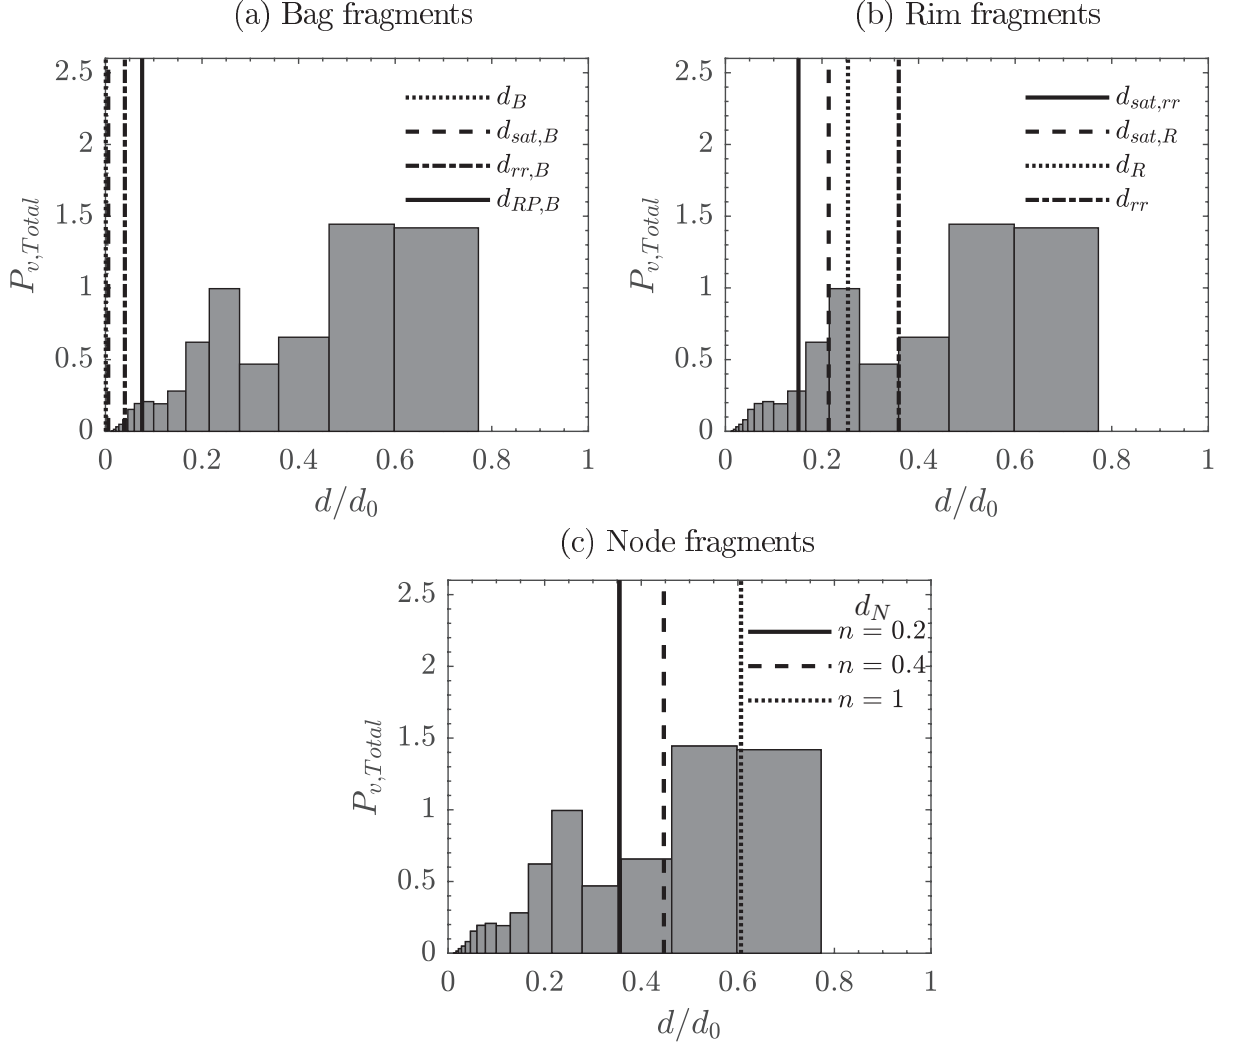 (a) Bag fragments
2.5
2
1.5
1
0.5
0
P_{v,Total}
d_B
d_{sat,B}
d_{rr,B}
d_{RP,B}
0 0.2 0.4 0.6 0.8 1
d/d_0
(b) Rim fragments
2.5
2
1.5
1
0.5
0
P_{v,Total}
d_{sat,rr}
d_{sat,R}
d_R
d_{rr}
0 0.2 0.4 0.6 0.8 1
d/d_0
(c) Node fragments
2.5
2
1.5
1
0.5
0
P_{v,Total}
d_N
n = 0.2
n = 0.4
n = 1
0 0.2 0.4 0.6 0.8 1
d/d_0